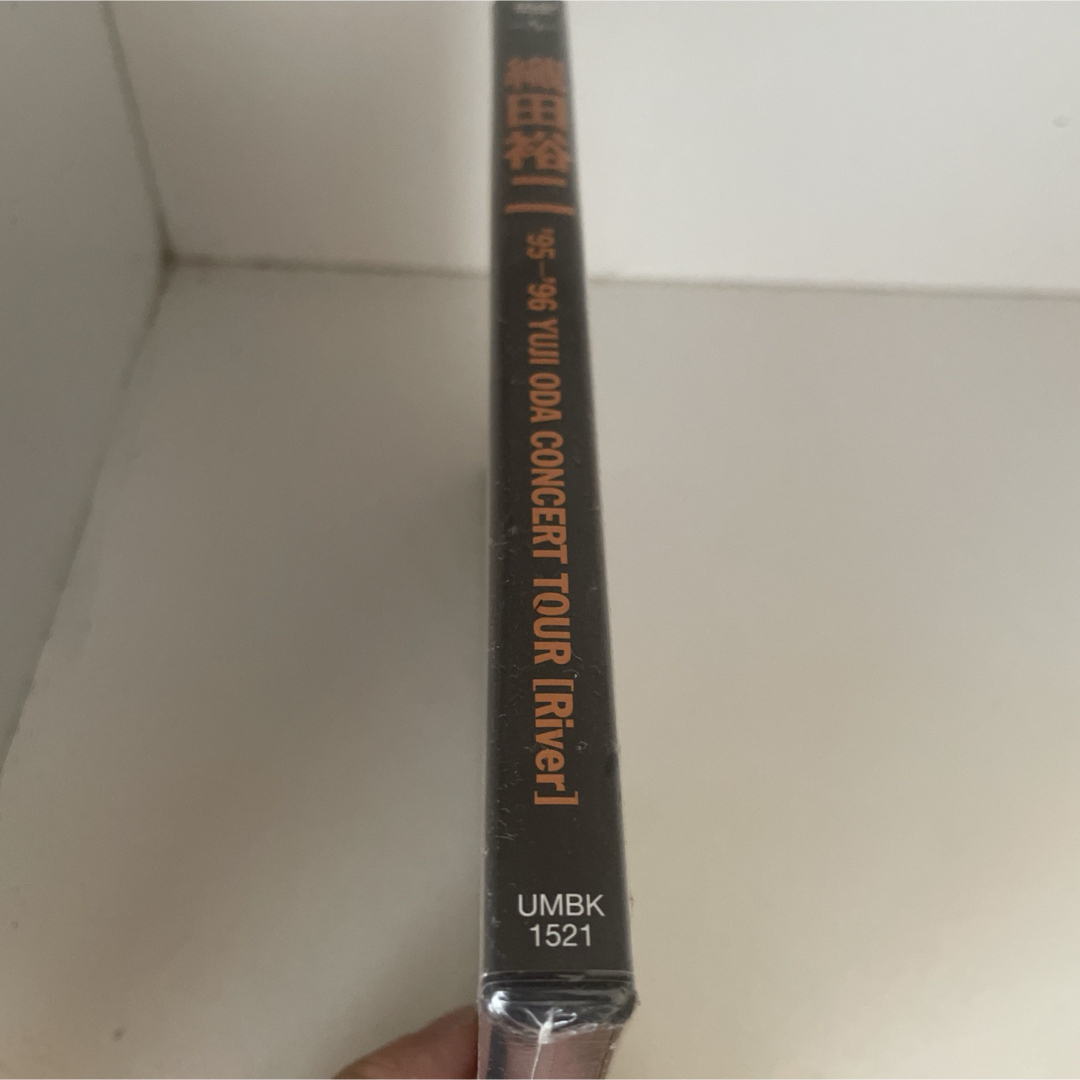 織田裕二
'95–'96 YUJI ODA CONCERT TOUR [River]
UMBK
1521